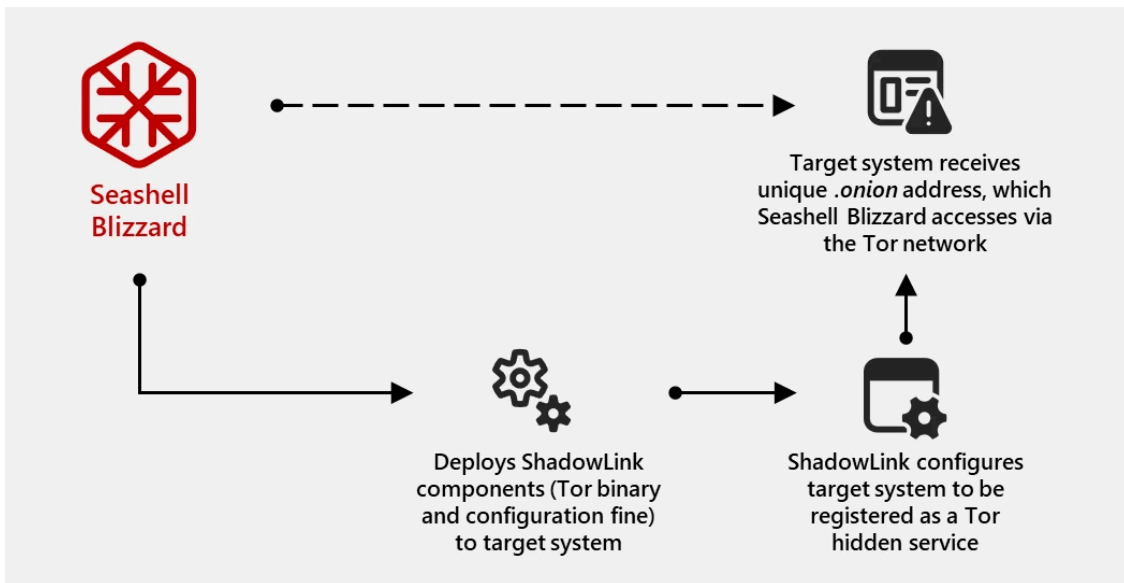 Seashell
Blizzard
Target system receives
unique .onion address, which
Seashell Blizzard accesses via
the Tor network
Deploys ShadowLink
components (Tor binary
and configuration fine)
to target system
ShadowLink configures
target system to be
registered as a Tor
hidden service